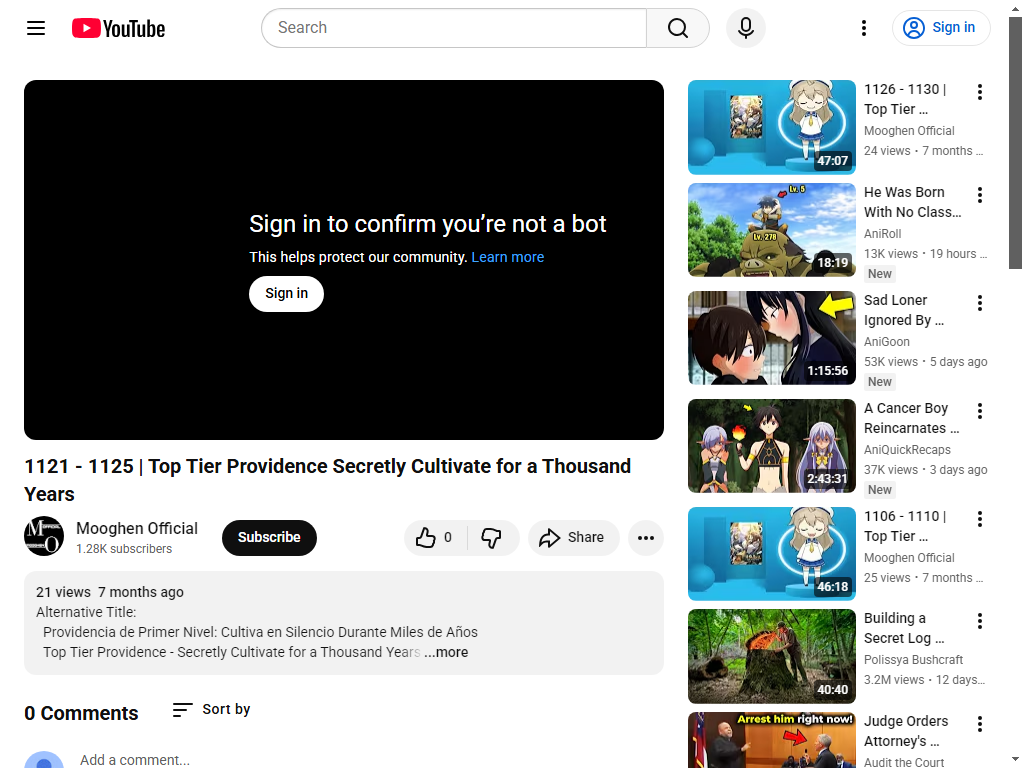 YouTube
Search
Sign in
Sign in to confirm you’re not a bot
This helps protect our community. Learn more
Sign in
1121 - 1125 | Top Tier Providence Secretly Cultivate for a Thousand
Years
Mooghen Official
1.28K subscribers
Subscribe
0
Share
21 views 7 months ago
Alternative Title:
Providencia de Primer Nivel: Cultiva en Silencio Durante Miles de Años
Top Tier Providence - Secretly Cultivate for a Thousand Years ...more
0 Comments
Sort by
Add a comment...
1126 - 1130 |
Top Tier …
Mooghen Official
24 views • 7 months …
47:07
He Was Born
With No Class…
AniRoll
13K views • 19 hours …
New
Lv. 5
Lv. 278
18:19
Sad Loner
Ignored By …
AniGoon
53K views • 5 days ago
New
1:15:56
A Cancer Boy
Reincarnates …
AniQuickRecaps
37K views • 3 days ago
New
2:43:31
1106 - 1110 |
Top Tier …
Mooghen Official
25 views • 7 months …
46:18
Building a
Secret Log …
Polissya Bushcraft
3.2M views • 12 days…
40:40
Arrest him right now!
Judge Orders
Attorney's …
Audit the Court